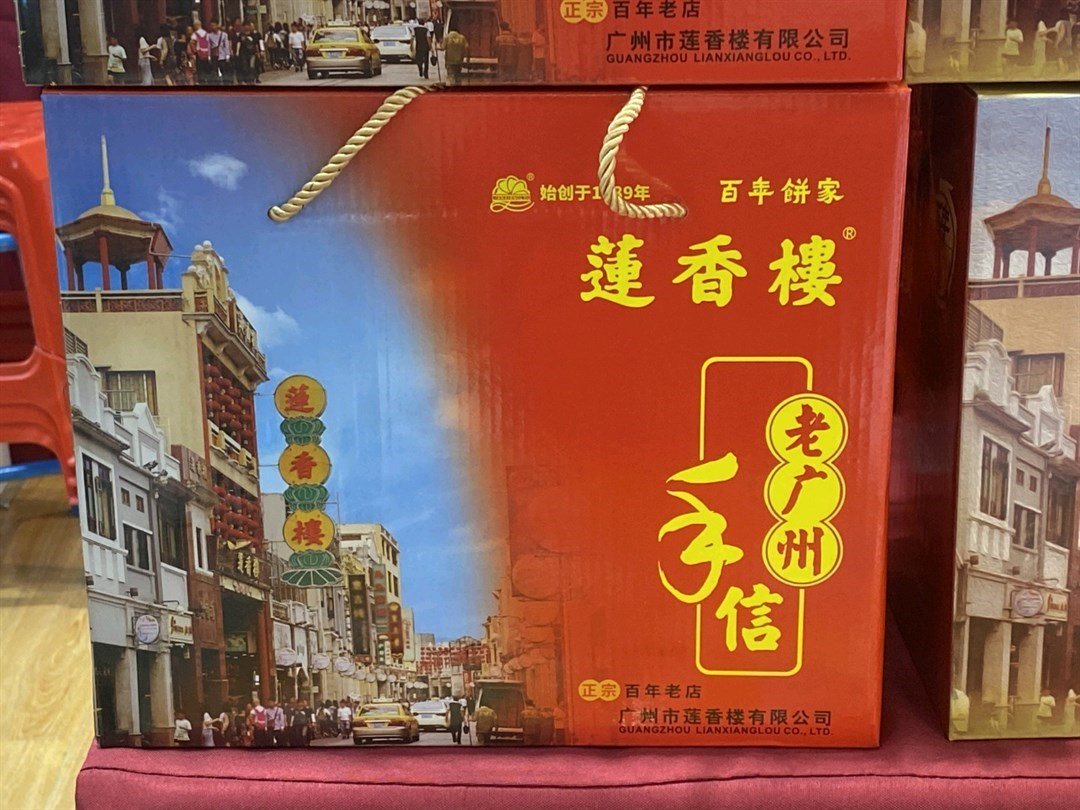 正宗 百年老店
广州市莲香楼有限公司
GUANGZHOU LIANXIANGLOU CO., LTD.
始创于1 89年
百年餅家
蓮香樓®
蓮
香
樓
老广州
手信
正宗 百年老店
广州市莲香楼有限公司
GUANGZHOU LIANXIANGLOU CO., LTD.